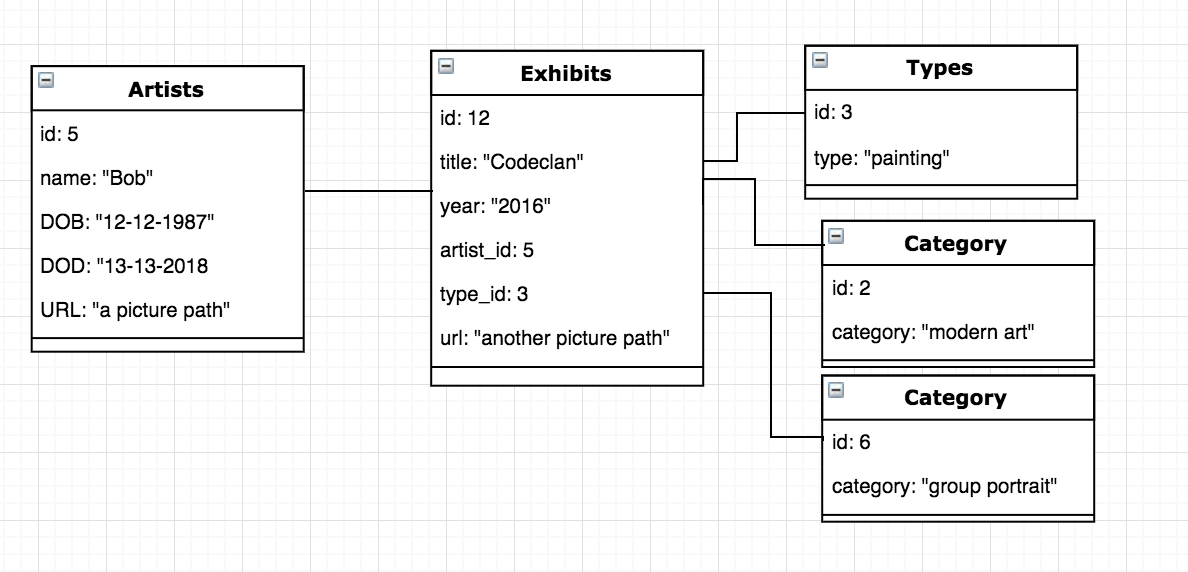 Artists
id: 5
name: "Bob"
DOB: "12-12-1987"
DOD: "13-13-2018
URL: "a picture path"
Exhibits
id: 12
title: "Codeclan"
year: "2016"
artist_id: 5
type_id: 3
url: "another picture path"
Types
id: 3
type: "painting"
Category
id: 2
category: "modern art"
Category
id: 6
category: "group portrait"